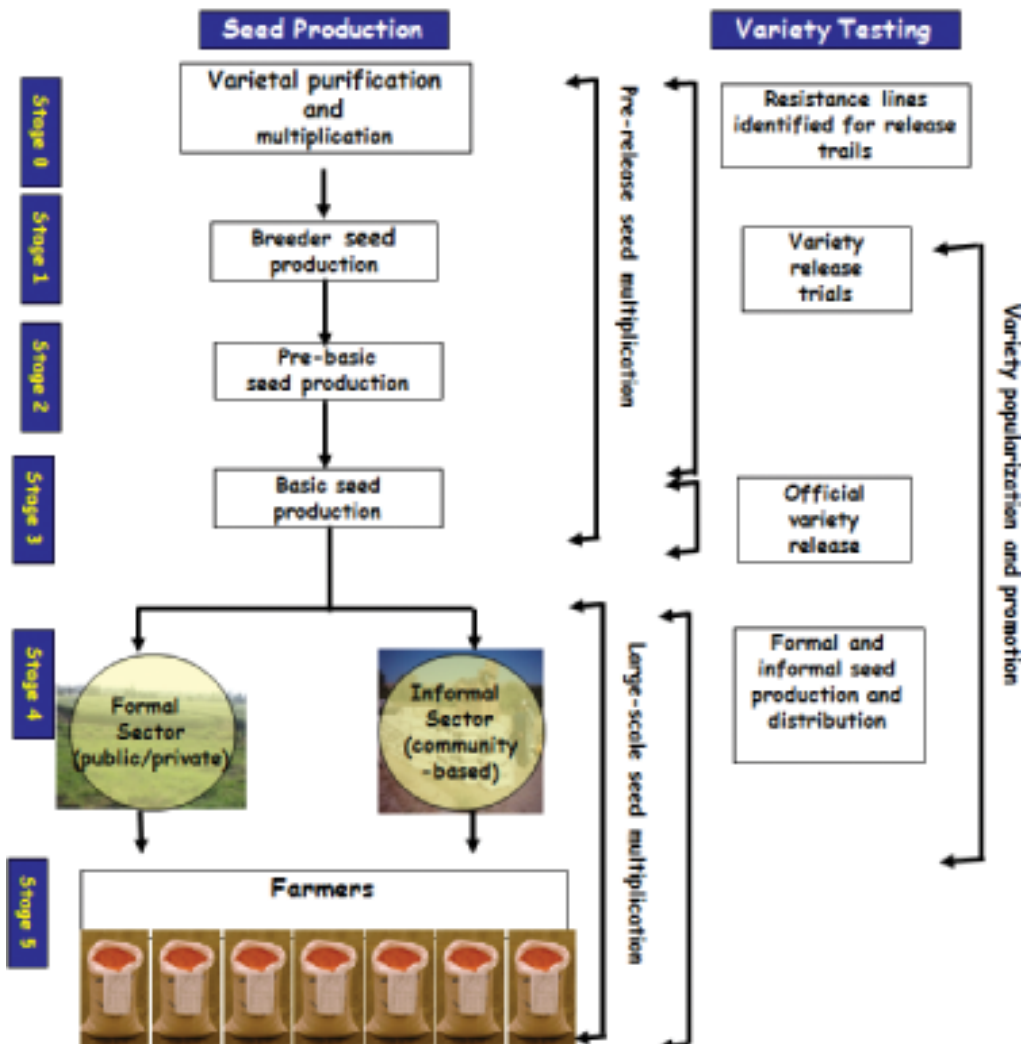 Seed Production
Variety Testing
Stage 0
Varietal purification
and
multiplication
Pre-release seed multiplication
Resistance lines
identified for release
trails
Stage 1
Breeder seed
production
Variety
release
trials
Stage 2
Pre-basic
seed production
Variety popularization and promotion
Stage 3
Basic seed
production
Official
variety
release
Stage 4
Formal
Sector
(public/private)
Informal
Sector
(community
-based)
Large-scale seed multiplication
Formal and
informal seed
production and
distribution
Stage 5
Farmers